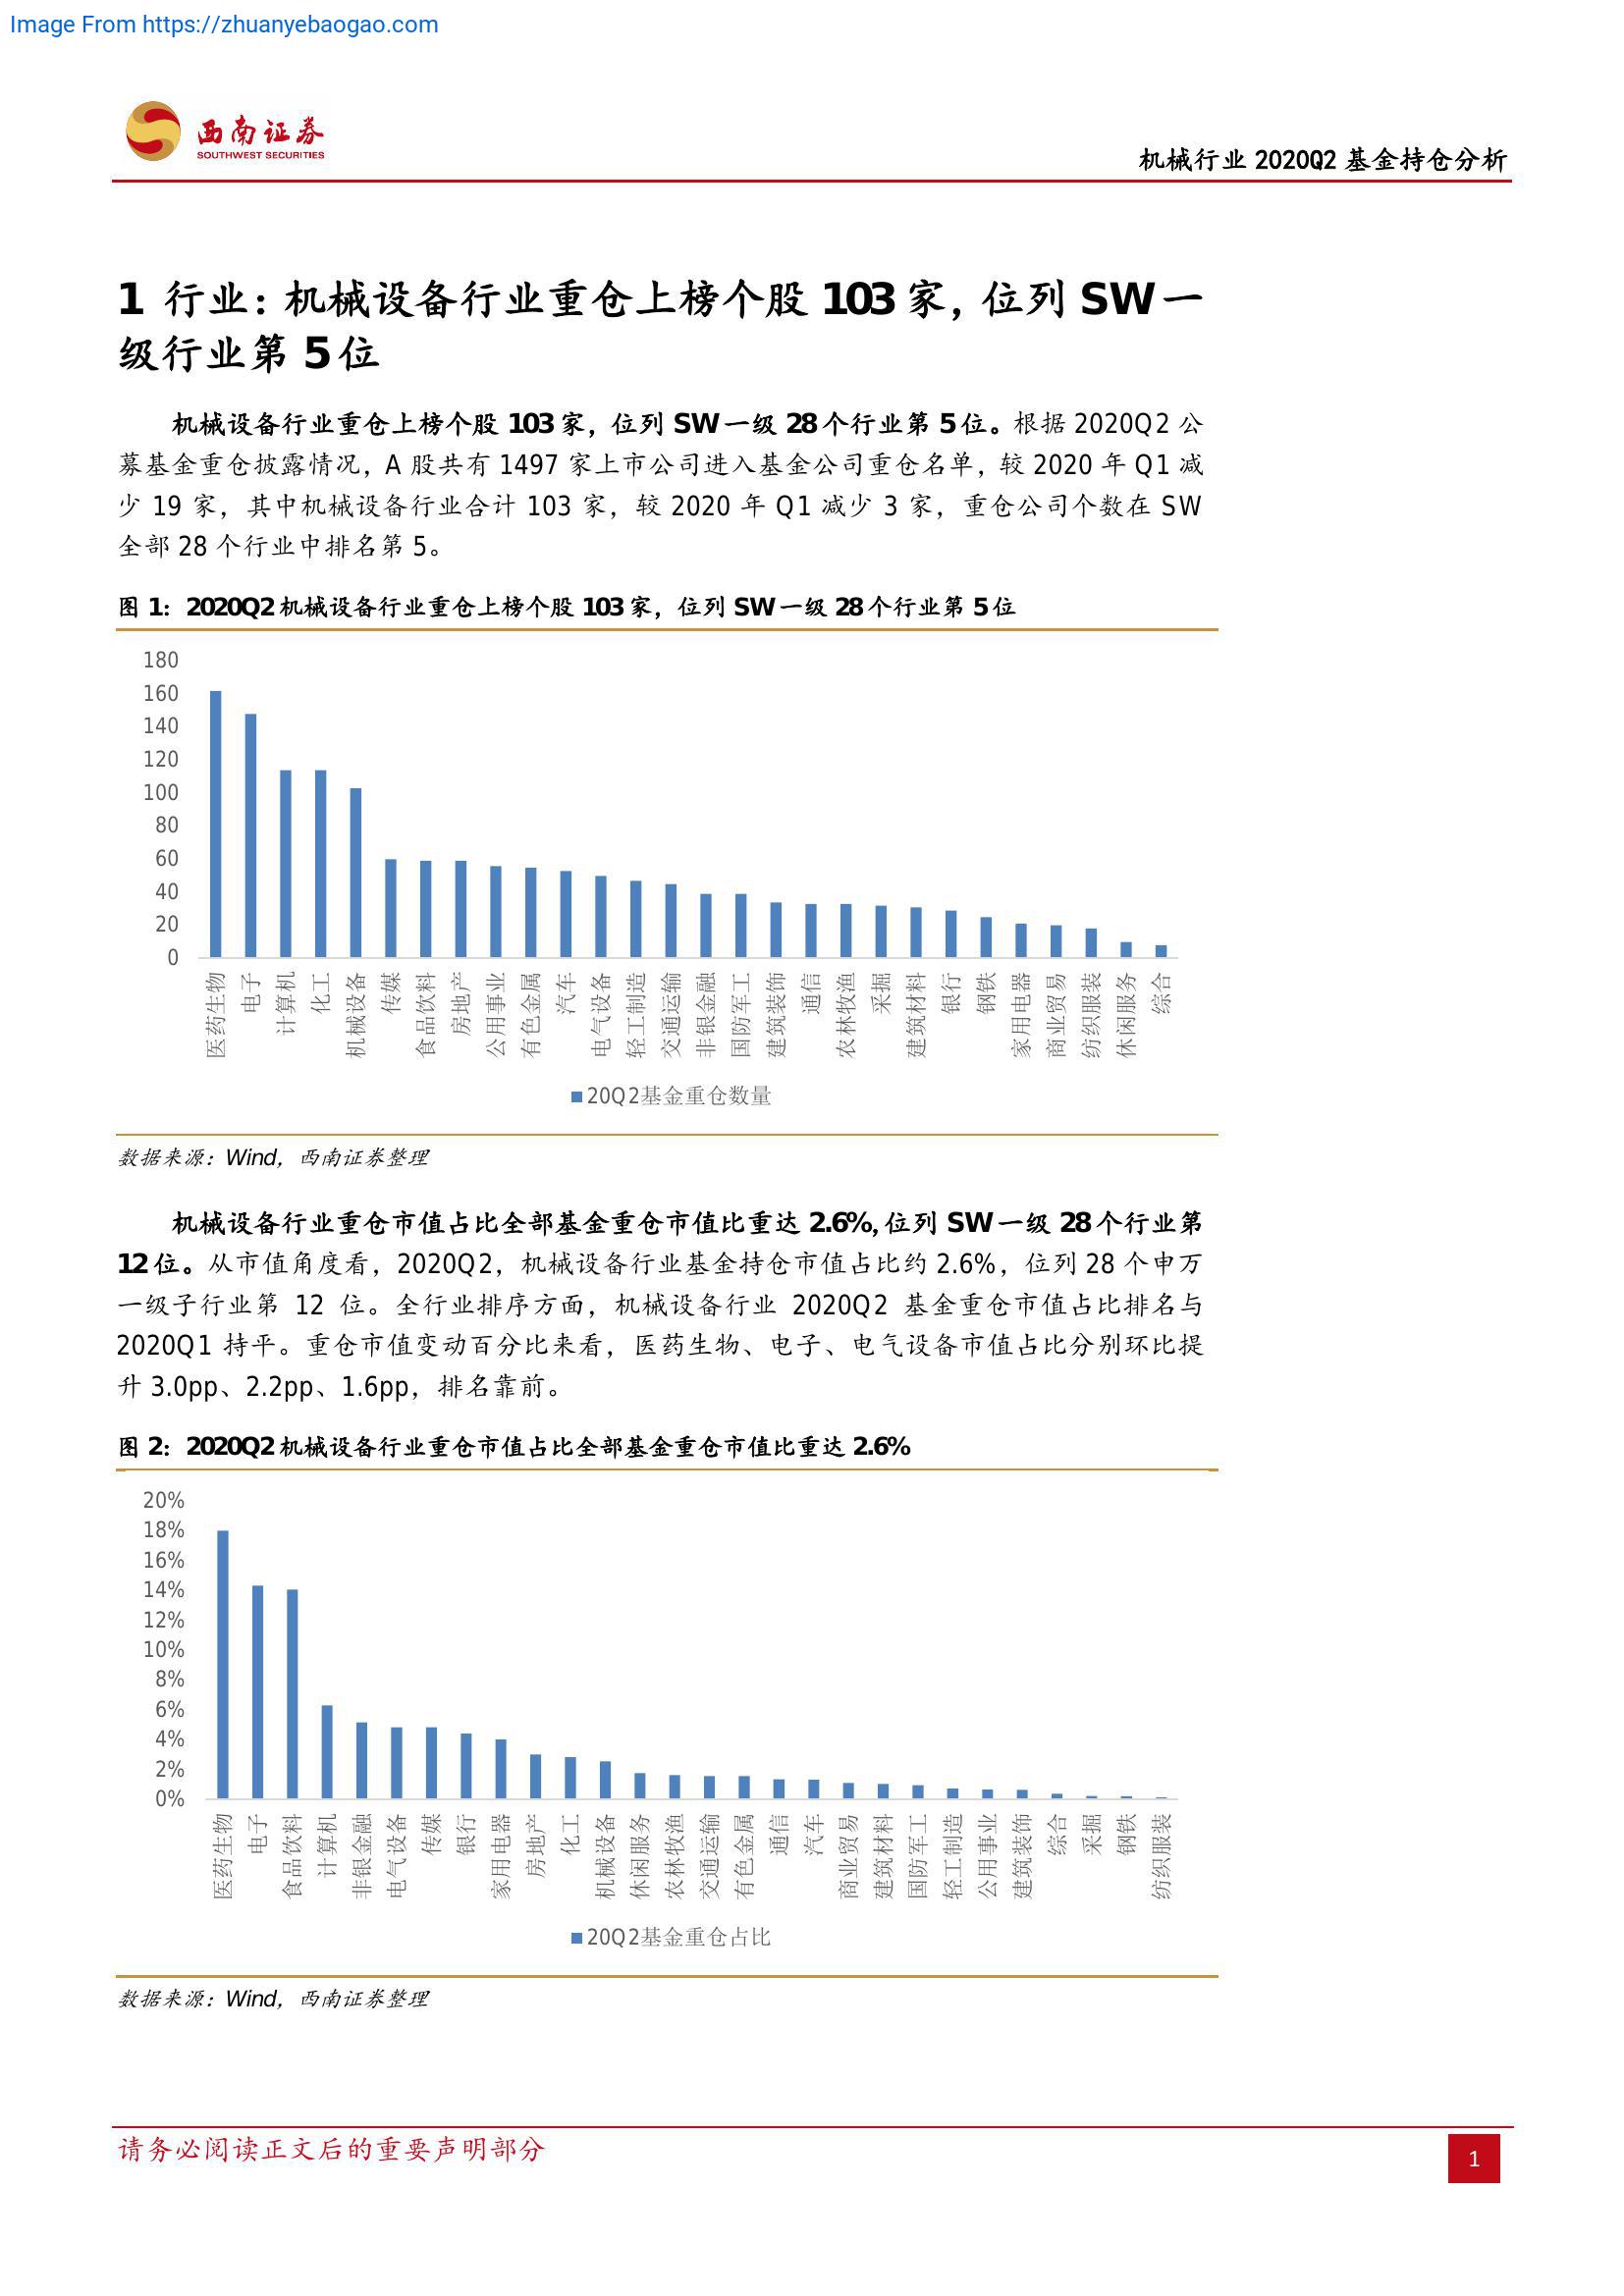 Image From https://zhuanyebaogao.com
西南证券
SOUTHWEST SECURITIES
机械行业 2020Q2 基金持仓分析
1 行业：机械设备行业重仓上榜个股 103 家，位列 SW 一
级行业第 5 位
机械设备行业重仓上榜个股 103 家，位列 SW 一级 28 个行业第 5 位。根据 2020Q2 公
募基金重仓披露情况，A 股共有 1497 家上市公司进入基金公司重仓名单，较 2020 年 Q1 减
少 19 家，其中机械设备行业合计 103 家，较 2020 年 Q1 减少 3 家，重仓公司个数在 SW
全部 28 个行业中排名第 5。
图 1：2020Q2 机械设备行业重仓上榜个股 103 家，位列 SW 一级 28 个行业第 5 位
180
160
140
120
100
80
60
40
20
0
医药生物
电子
计算机
化工
机械设备
传媒
食品饮料
房地产
公用事业
有色金属
汽车
电气设备
轻工制造
交通运输
非银金融
国防军工
建筑装饰
通信
农林牧渔
采掘
建筑材料
银行
钢铁
家用电器
商业贸易
纺织服装
休闲服务
综合
20Q2基金重仓数量
数据来源：Wind，西南证券整理
机械设备行业重仓市值占比全部基金重仓市值比重达 2.6%,位列 SW 一级 28 个行业第
12 位。从市值角度看，2020Q2，机械设备行业基金持仓市值占比约 2.6%，位列 28 个申万
一级子行业第 12 位。全行业排序方面，机械设备行业 2020Q2 基金重仓市值占比排名与
2020Q1 持平。重仓市值变动百分比来看，医药生物、电子、电气设备市值占比分别环比提
升 3.0pp、2.2pp、1.6pp，排名靠前。
图 2：2020Q2 机械设备行业重仓市值占比全部基金重仓市值比重达 2.6%
20%
18%
16%
14%
12%
10%
8%
6%
4%
2%
0%
医药生物
电子
食品饮料
计算机
非银金融
电气设备
传媒
银行
家用电器
房地产
化工
机械设备
休闲服务
农林牧渔
交通运输
有色金属
通信
汽车
商业贸易
建筑材料
国防军工
轻工制造
公用事业
建筑装饰
综合
采掘
钢铁
纺织服装
20Q2基金重仓占比
数据来源：Wind，西南证券整理
请务必阅读正文后的重要声明部分
1